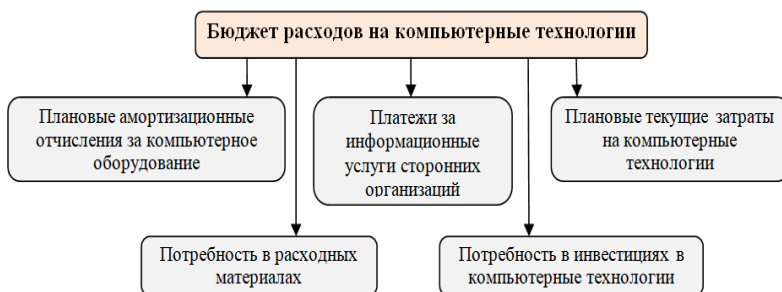 Бюджет расходов на компьютерные технологии
Плановые амортизационные
отчисления за компьютерное
оборудование
Платежи за
информационные
услуги сторонних
организаций
Плановые текущие затраты
на компьютерные
технологии
Потребность в расходных
материалах
Потребность в инвестициях в
компьютерные технологии